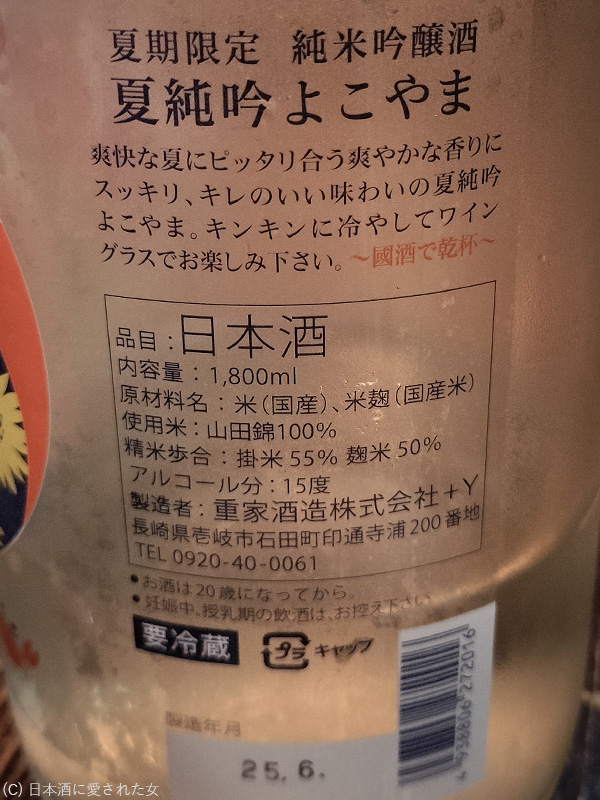 夏期限定 純米吟醸酒
夏純吟よこやま
爽快な夏にピッタリ合う爽やかな香りに
スッキリ、キレのいい味わいの夏純吟
よこやま。キンキンに冷やしてワイン
グラスでお楽しみ下さい。～國酒で乾杯～
品目：日本酒
内容量：1,800ml
原材料名：米（国産）、米麹（国産米）
使用米：山田錦100%
精米歩合：掛米 55% 麹米 50%
アルコール分：15度
製造者：重家酒造株式会社＋Y
長崎県壱岐市石田町印通寺浦200番地
TEL 0920-40-0061
●お酒は20歳になってから。
●妊娠中、授乳期の飲酒は、お控え下さい
要冷蔵
プラ キャップ
製造年月
25.6.
4958606272019
(C) 日本酒に愛された女